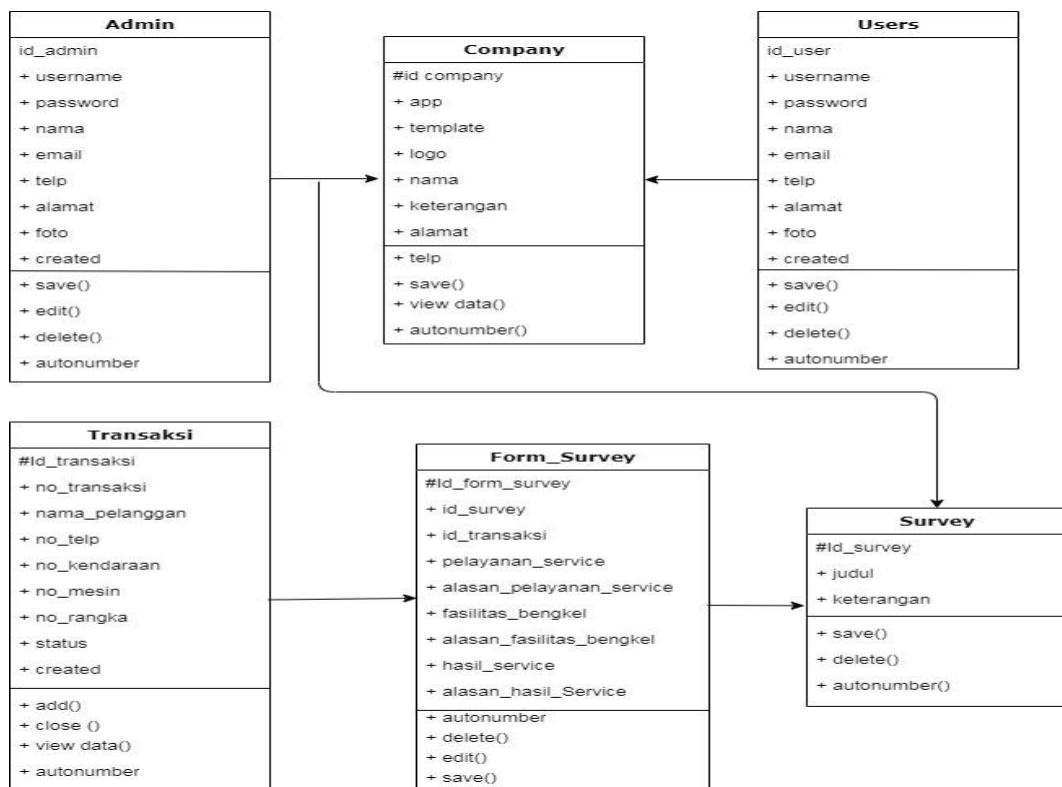 Admin
id_admin
+ username
+ password
+ nama
+ email
+ telp
+ alamat
+ foto
+ created
+ save()
+ edit()
+ delete()
+ autonumber
Company
#id company
+ app
+ template
+ logo
+ nama
+ keterangan
+ alamat
+ telp
+ save()
+ view data()
+ autonumber()
Users
id_user
+ username
+ password
+ nama
+ email
+ telp
+ alamat
+ foto
+ created
+ save()
+ edit()
+ delete()
+ autonumber
Transaksi
#Id_transaksi
+ no_transaksi
+ nama_pelanggan
+ no_telp
+ no_kendaraan
+ no_mesin
+ no_rangka
+ status
+ created
+ add()
+ close ()
+ view data()
+ autonumber
Form_Survey
#Id_form_survey
+ id_survey
+ id_transaksi
+ pelayanan_service
+ alasan_pelayanan_service
+ fasilitas_bengkel
+ alasan_fasilitas_bengkel
+ hasil_service
+ alasan_hasil_Service
+ autonumber
+ delete()
+ edit()
+ save()
Survey
#Id_survey
+ judul
+ keterangan
+ save()
+ delete()
+ autonumber()